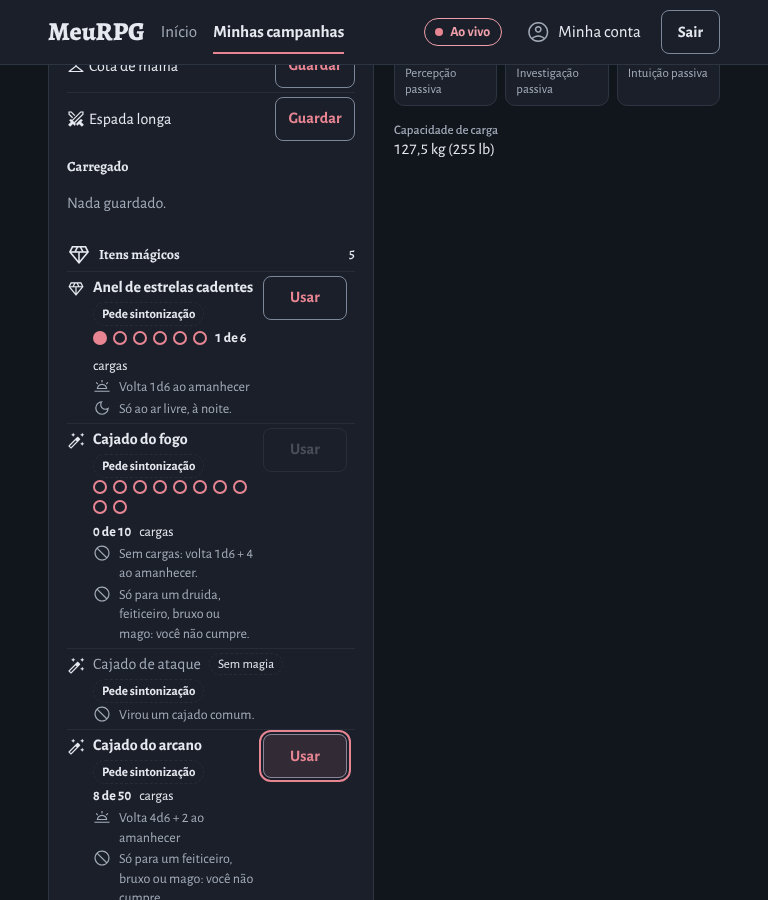 MeuRPG
Início
Minhas campanhas
Ao vivo
Minha conta
Sair
Cota de malha
Guardar
Espada longa
Guardar
Carregado
Nada guardado.
Itens mágicos
5
Anel de estrelas cadentes
Usar
Pede sintonização
1 de 6
cargas
Volta 1d6 ao amanhecer
Só ao ar livre, à noite.
Cajado do fogo
Usar
Pede sintonização
0 de 10 cargas
Sem cargas: volta 1d6 + 4
ao amanhecer.
Só para um druida,
feiticeiro, bruxo ou
mago: você não cumpre.
Cajado de ataque
Sem magia
Pede sintonização
Virou um cajado comum.
Cajado do arcano
Usar
Pede sintonização
8 de 50 cargas
Volta 4d6 + 2 ao
amanhecer
Só para um feiticeiro,
bruxo ou mago: você não
cumpre.
Percepção
passiva
Investigação
passiva
Intuição passiva
Capacidade de carga
127,5 kg (255 lb)